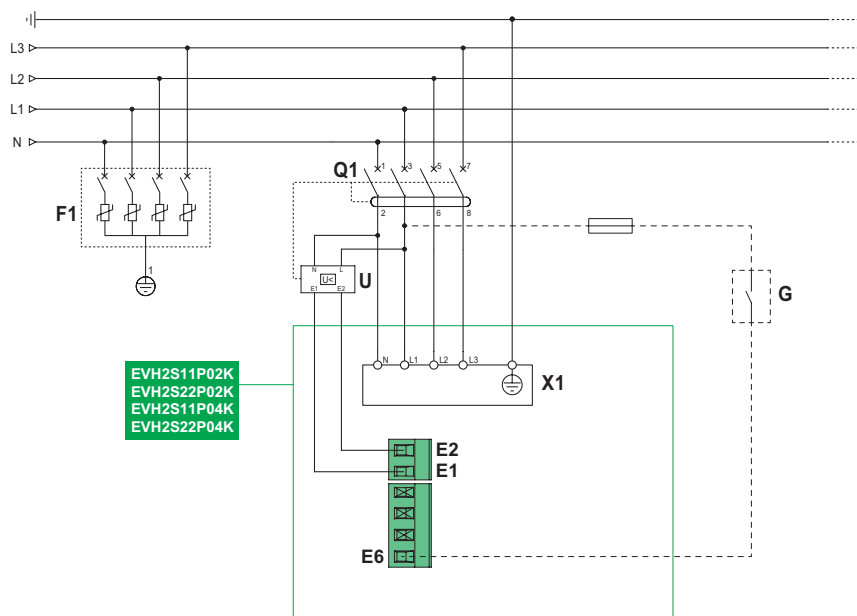 L3
L2
L1
N
Q1
1
3
5
7
F1
2
6
8
1
N
L
U<
U
E1
E2
G
N
L1
L2
L3
X1
EVH2S11P02K
EVH2S22P02K
EVH2S11P04K
EVH2S22P04K
E2
E1
E6